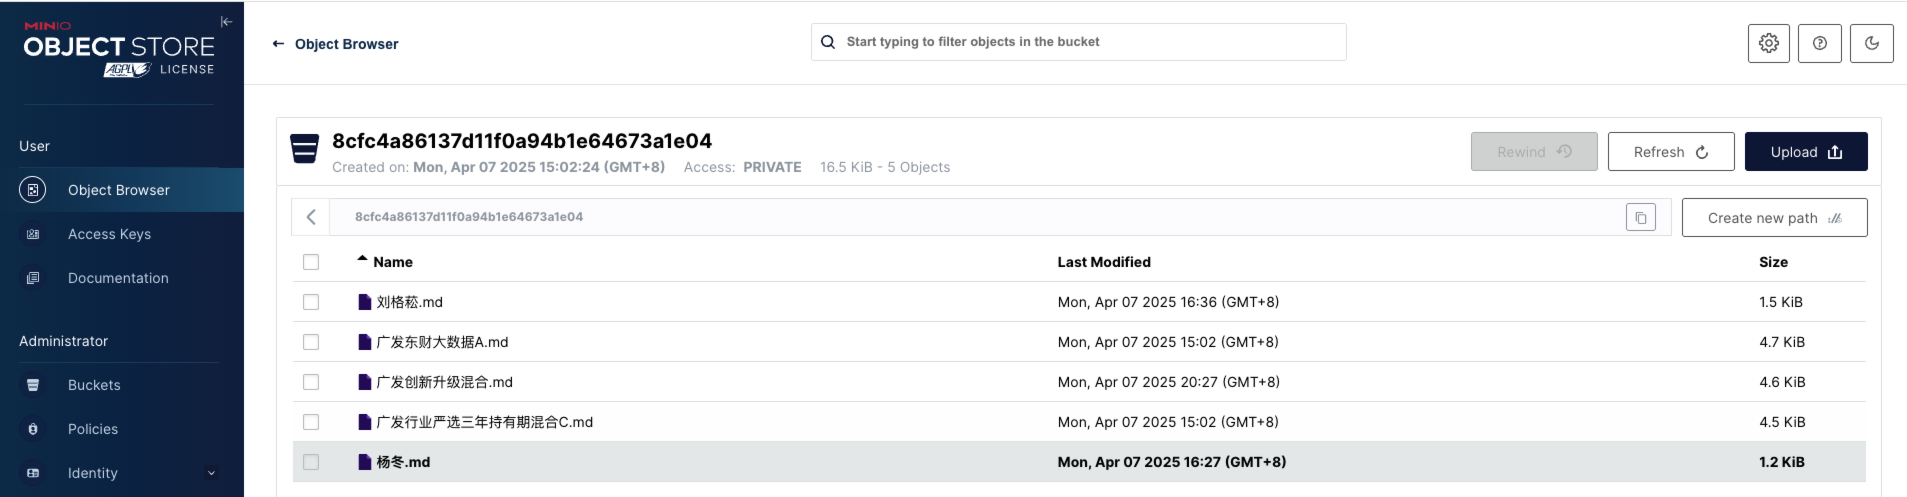 MINIO
OBJECT STORE
AGPL LICENSE
User
Object Browser
Access Keys
Documentation
Administrator
Buckets
Policies
Identity
Object Browser
Start typing to filter objects in the bucket
8cfc4a86137d11f0a94b1e64673a1e04
Created on: Mon, Apr 07 2025 15:02:24 (GMT+8) Access: PRIVATE 16.5 KiB - 5 Objects
Rewind
Refresh
Upload
8cfc4a86137d11f0a94b1e64673a1e04
Create new path
Name Last Modified Size
刘格菘.md Mon, Apr 07 2025 16:36 (GMT+8) 1.5 KiB
广发东财大数据A.md Mon, Apr 07 2025 15:02 (GMT+8) 4.7 KiB
广发创新升级混合.md Mon, Apr 07 2025 20:27 (GMT+8) 4.6 KiB
广发行业严选三年持有期混合C.md Mon, Apr 07 2025 15:02 (GMT+8) 4.5 KiB
杨冬.md Mon, Apr 07 2025 16:27 (GMT+8) 1.2 KiB